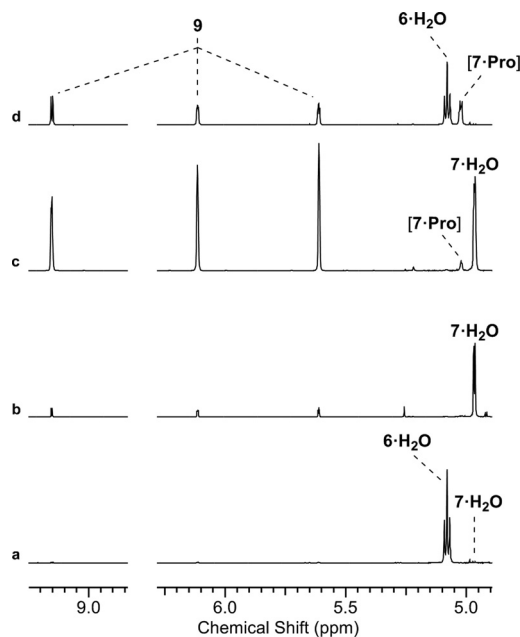 9
6·H₂O
[7·Pro]
d
7·H₂O
[7·Pro]
c
7·H₂O
b
6·H₂O
7·H₂O
a
9.0 6.0 5.5 5.0
Chemical Shift (ppm)